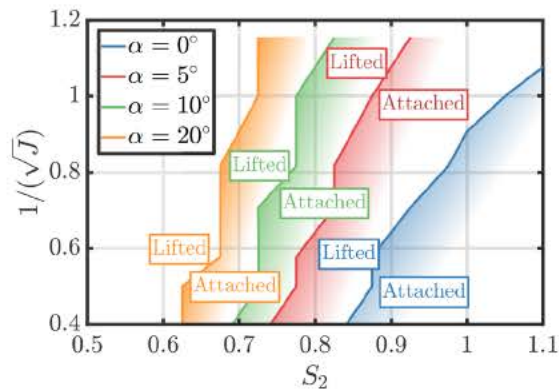 1.2
1
0.8
0.6
0.4
1/(√J)
α = 0°
α = 5°
α = 10°
α = 20°
Lifted
Attached
Lifted
Attached
Lifted
Lifted
Attached
Attached
0.5 0.6 0.7 0.8 0.9 1 1.1
S₂